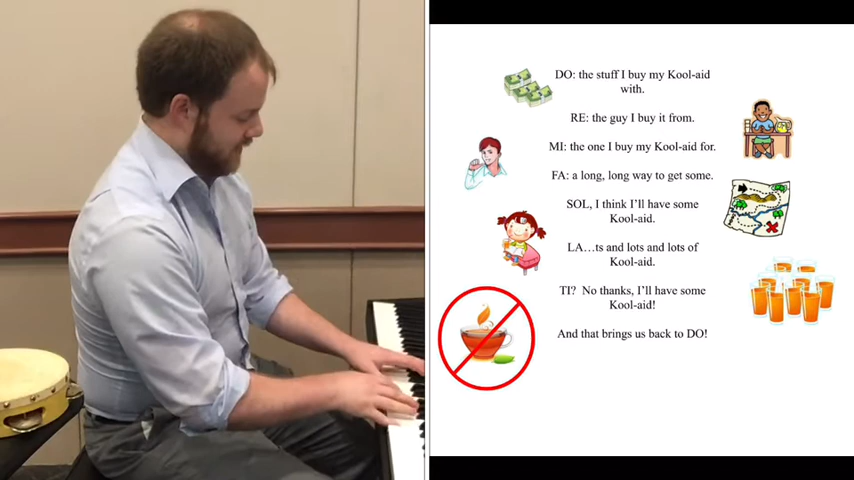 DO: the stuff I buy my Kool-aid
with.
RE: the guy I buy it from.
MI: the one I buy my Kool-aid for.
FA: a long, long way to get some.
SOL, I think I'll have some
Kool-aid.
LA…ts and lots and lots of
Kool-aid.
TI?  No thanks, I'll have some
Kool-aid!
And that brings us back to DO!